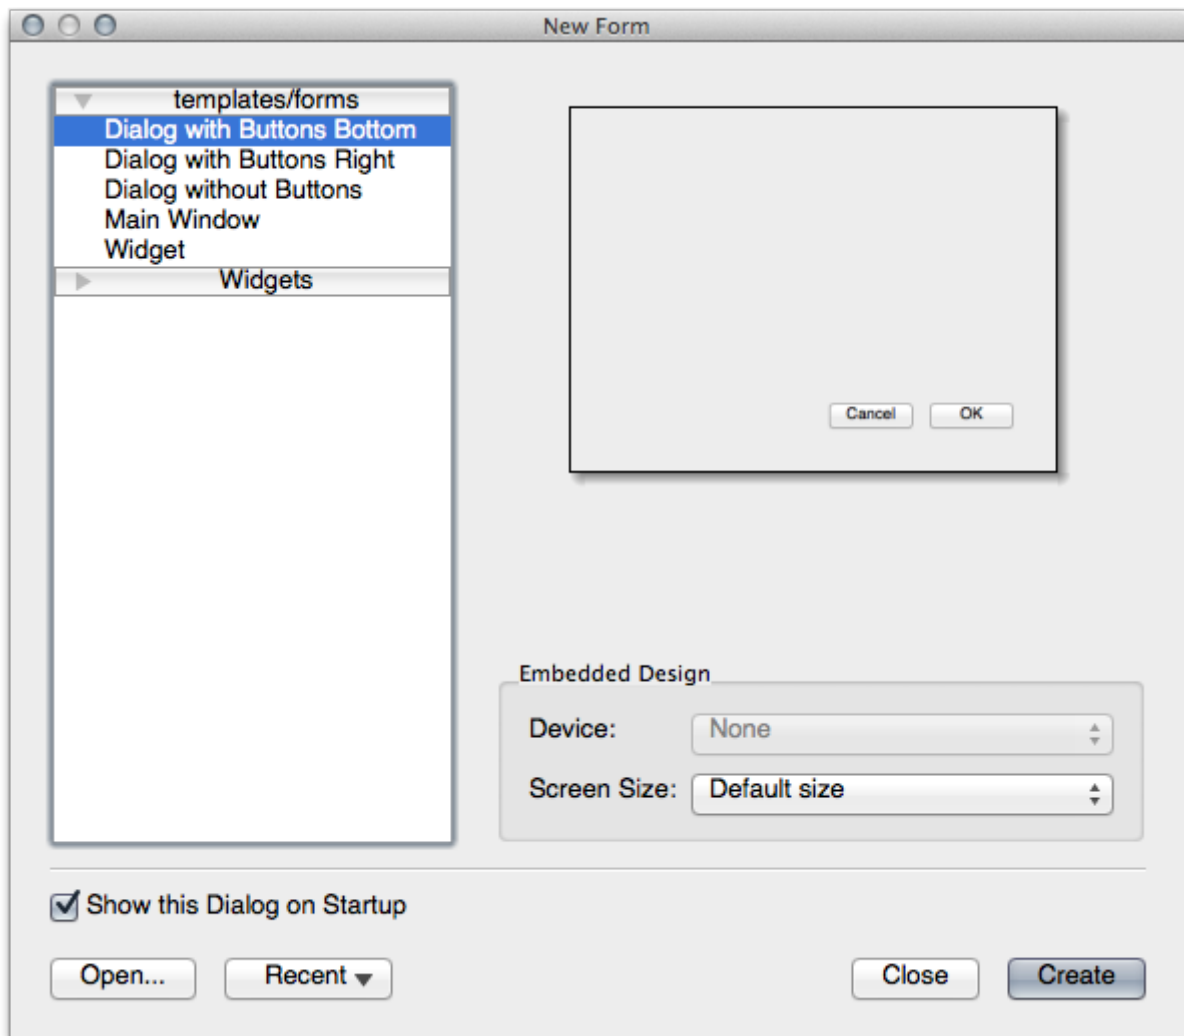 New Form
templates/forms
Dialog with Buttons Bottom
Dialog with Buttons Right
Dialog without Buttons
Main Window
Widget
Widgets
Cancel
OK
Embedded Design
Device:
None
Screen Size:
Default size
Show this Dialog on Startup
Open...
Recent
Close
Create